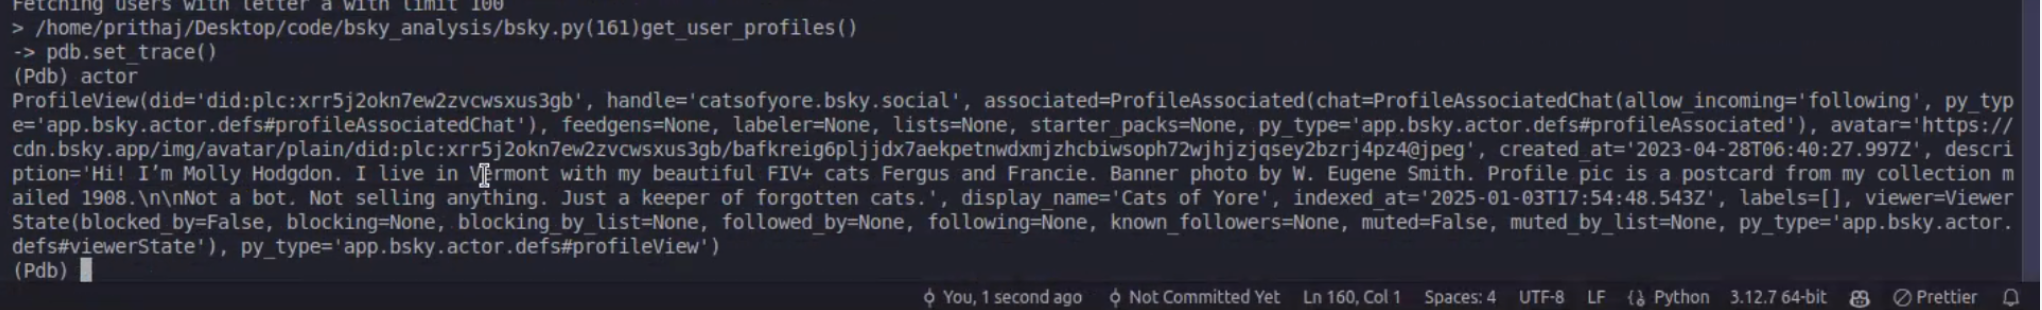 Fetching users with letter a with limit 100
> /home/prithaj/Desktop/code/bsky_analysis/bsky.py(161)get_user_profiles()
-> pdb.set_trace()
(Pdb) actor
ProfileView(did='did:plc:xrr5j2okn7ew2zvcwsxus3gb', handle='catsofyore.bsky.social', associated=ProfileAssociated(chat=ProfileAssociatedChat(allow_incoming='following', py_typ
e='app.bsky.actor.defs#profileAssociatedChat'), feedgens=None, labeler=None, lists=None, starter_packs=None, py_type='app.bsky.actor.defs#profileAssociated'), avatar='https://
cdn.bsky.app/img/avatar/plain/did:plc:xrr5j2okn7ew2zvcwsxus3gb/bafkreig6pljjdx7aekpetnwdxmjzhcbiwsoph72wjhjzjqsey2bzrj4pz4@jpeg', created_at='2023-04-28T06:40:27.997Z', descri
ption='Hi! I’m Molly Hodgdon. I live in Vermont with my beautiful FIV+ cats Fergus and Francie. Banner photo by W. Eugene Smith. Profile pic is a postcard from my collection m
ailed 1908.\n\nNot a bot. Not selling anything. Just a keeper of forgotten cats.', display_name='Cats of Yore', indexed_at='2025-01-03T17:54:48.543Z', labels=[], viewer=Viewer
State(blocked_by=False, blocking=None, blocking_by_list=None, followed_by=None, following=None, known_followers=None, muted=False, muted_by_list=None, py_type='app.bsky.actor.
defs#viewerState'), py_type='app.bsky.actor.defs#profileView')
(Pdb)
You, 1 second ago Not Committed Yet Ln 160, Col 1 Spaces: 4 UTF-8 LF Python 3.12.7 64-bit Prettier